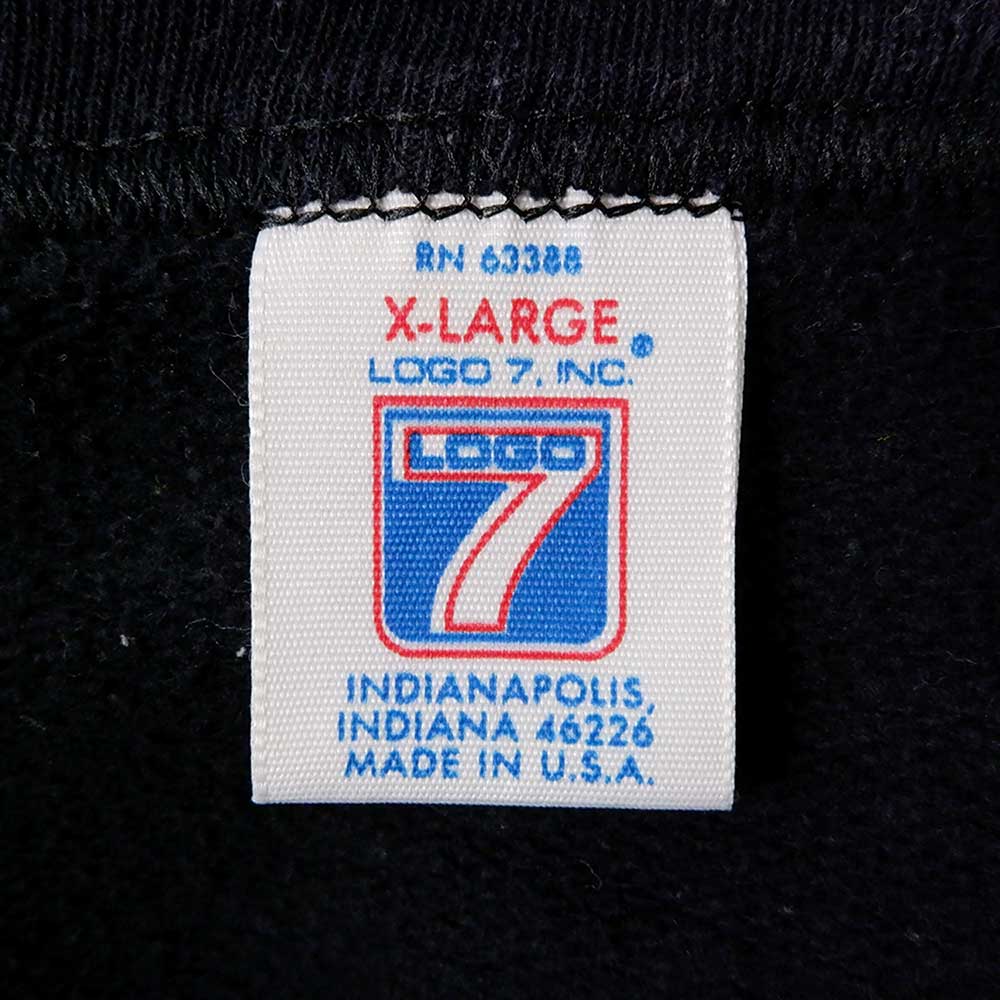 RN 63388
X-LARGE
LOGO 7, INC.®
LOGO
7
INDIANAPOLIS,
INDIANA 46226
MADE IN U.S.A.